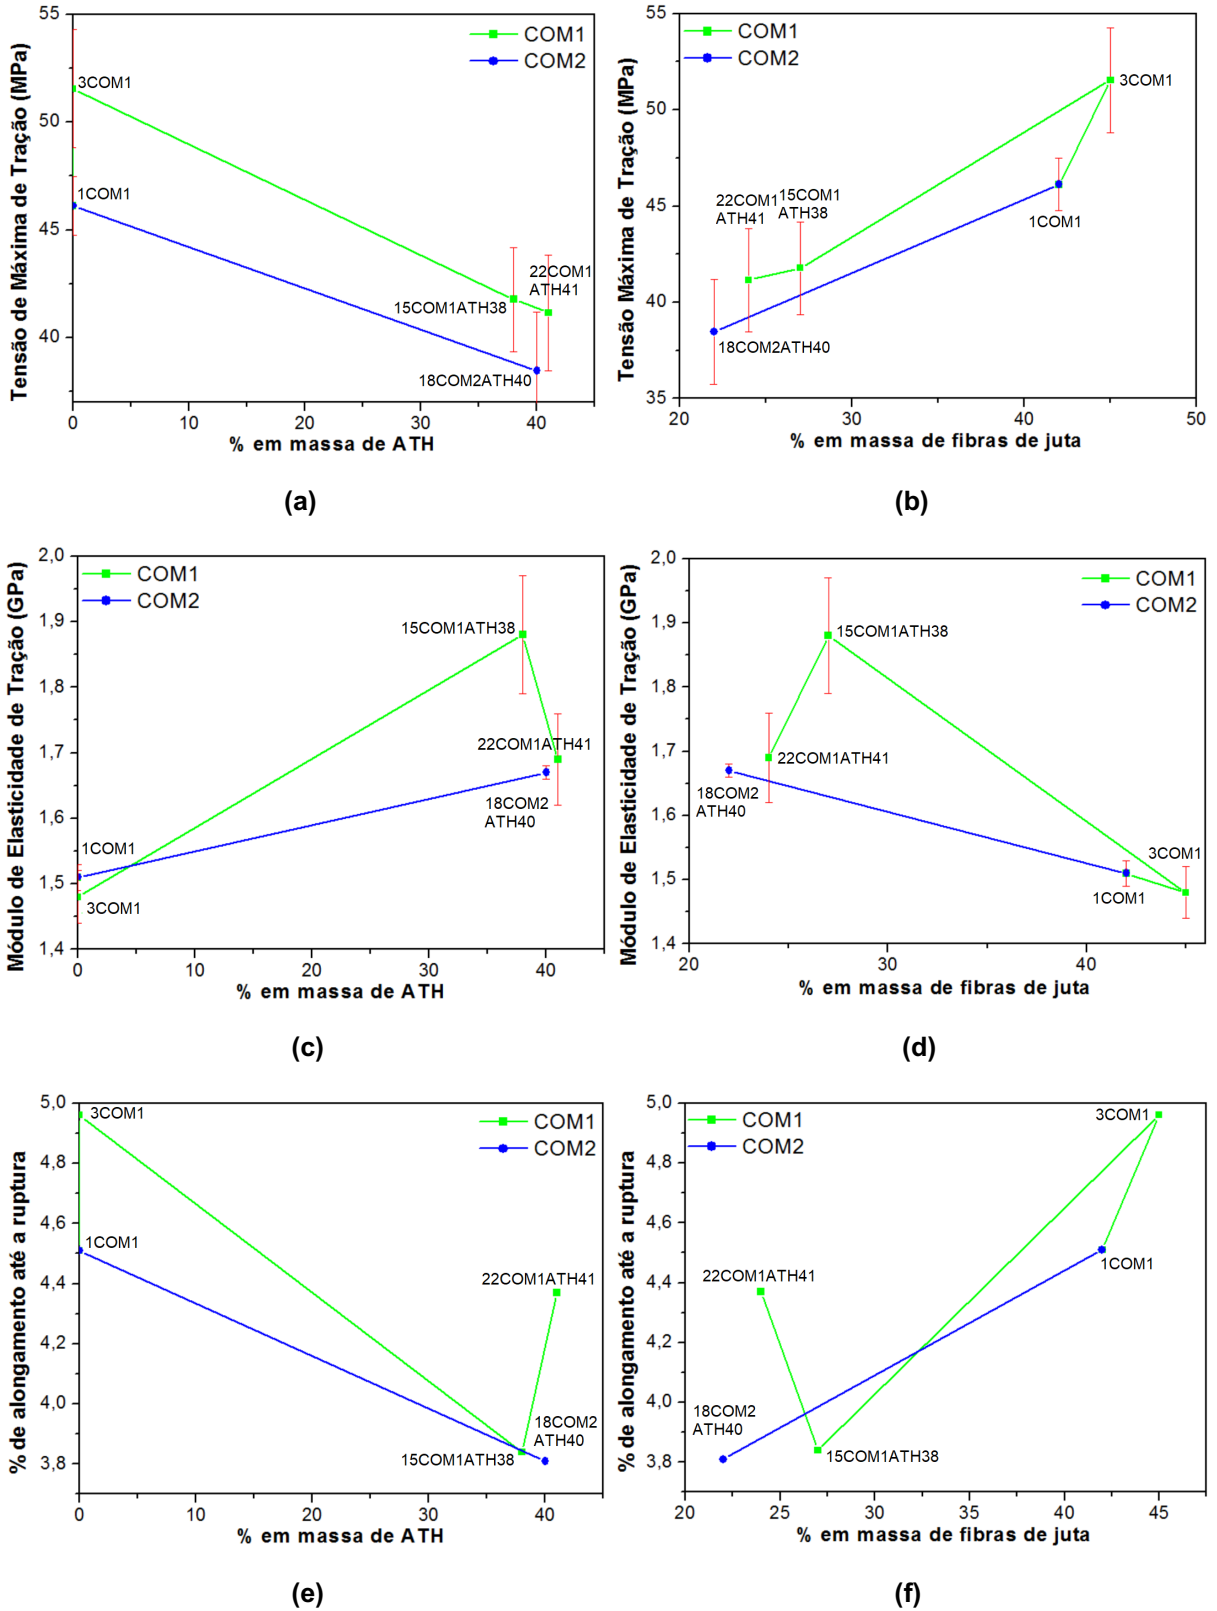 55
50
45
40
0
10
20
30
40
Tensão de Máxima de Tração (MPa)
% em massa de ATH
COM1
COM2
3COM1
1COM1
15COM1ATH38
22COM1
ATH41
18COM2ATH40
(a)
55
50
45
40
35
20
30
40
50
Tensão Máxima de Tração (MPa)
% em massa de fibras de juta
COM1
COM2
22COM1
ATH41
15COM1
ATH38
3COM1
1COM1
18COM2ATH40
(b)
2,0
1,9
1,8
1,7
1,6
1,5
1,4
0
10
20
30
40
Módulo de Elasticidade de Tração (GPa)
% em massa de ATH
COM1
COM2
15COM1ATH38
22COM1ATH41
18COM2
ATH40
1COM1
3COM1
(c)
2,0
1,9
1,8
1,7
1,6
1,5
1,4
20
30
40
Módulo de Elasticidade de Tração (GPa)
% em massa de fibras de juta
COM1
COM2
15COM1ATH38
22COM1ATH41
18COM2
ATH40
3COM1
1COM1
(d)
5,0
4,8
4,6
4,4
4,2
4,0
3,8
0
10
20
30
40
% de alongamento até a ruptura
% em massa de ATH
COM1
COM2
3COM1
1COM1
22COM1ATH41
18COM2
ATH40
15COM1ATH38
(e)
5,0
4,8
4,6
4,4
4,2
4,0
3,8
20
25
30
35
40
45
% de alongamento até a ruptura
% em massa de fibras de juta
COM1
COM2
3COM1
1COM1
22COM1ATH41
18COM2
ATH40
15COM1ATH38
(f)